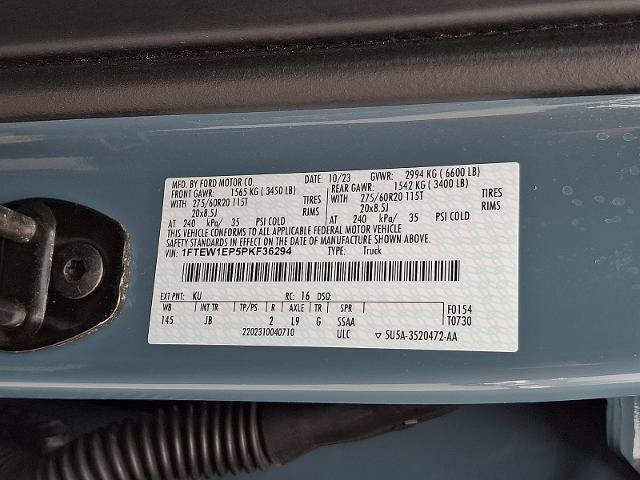 MFD. BY FORD MOTOR CO. DATE: 10/23 GVWR: 2994 KG (6600 LB)
FRONT GAWR: 1565 KG (3450 LB) REAR GAWR: 1542 KG (3400 LB)
WITH 275/60R20 115T TIRES WITH 275/60R20 115T TIRES
20x8.5J RIMS 20x8.5J RIMS
AT 240 kPa/ 35 PSI COLD AT 240 kPa/ 35 PSI COLD
THIS VEHICLE CONFORMS TO ALL APPLICABLE FEDERAL MOTOR VEHICLE
SAFETY STANDARDS IN EFFECT ON THE DATE OF MANUFACTURE SHOWN ABOVE.
VIN: 1FTEW1EP5PKF36294 TYPE: Truck
EXT PNT: KU RC: 16 DSO:
WB INT TR TP/PS R AXLE TR SPR F0154
145 JB 2 L9 G SSAA T0730
2202310040710 ULC ▽ 5U5A-3520472-AA